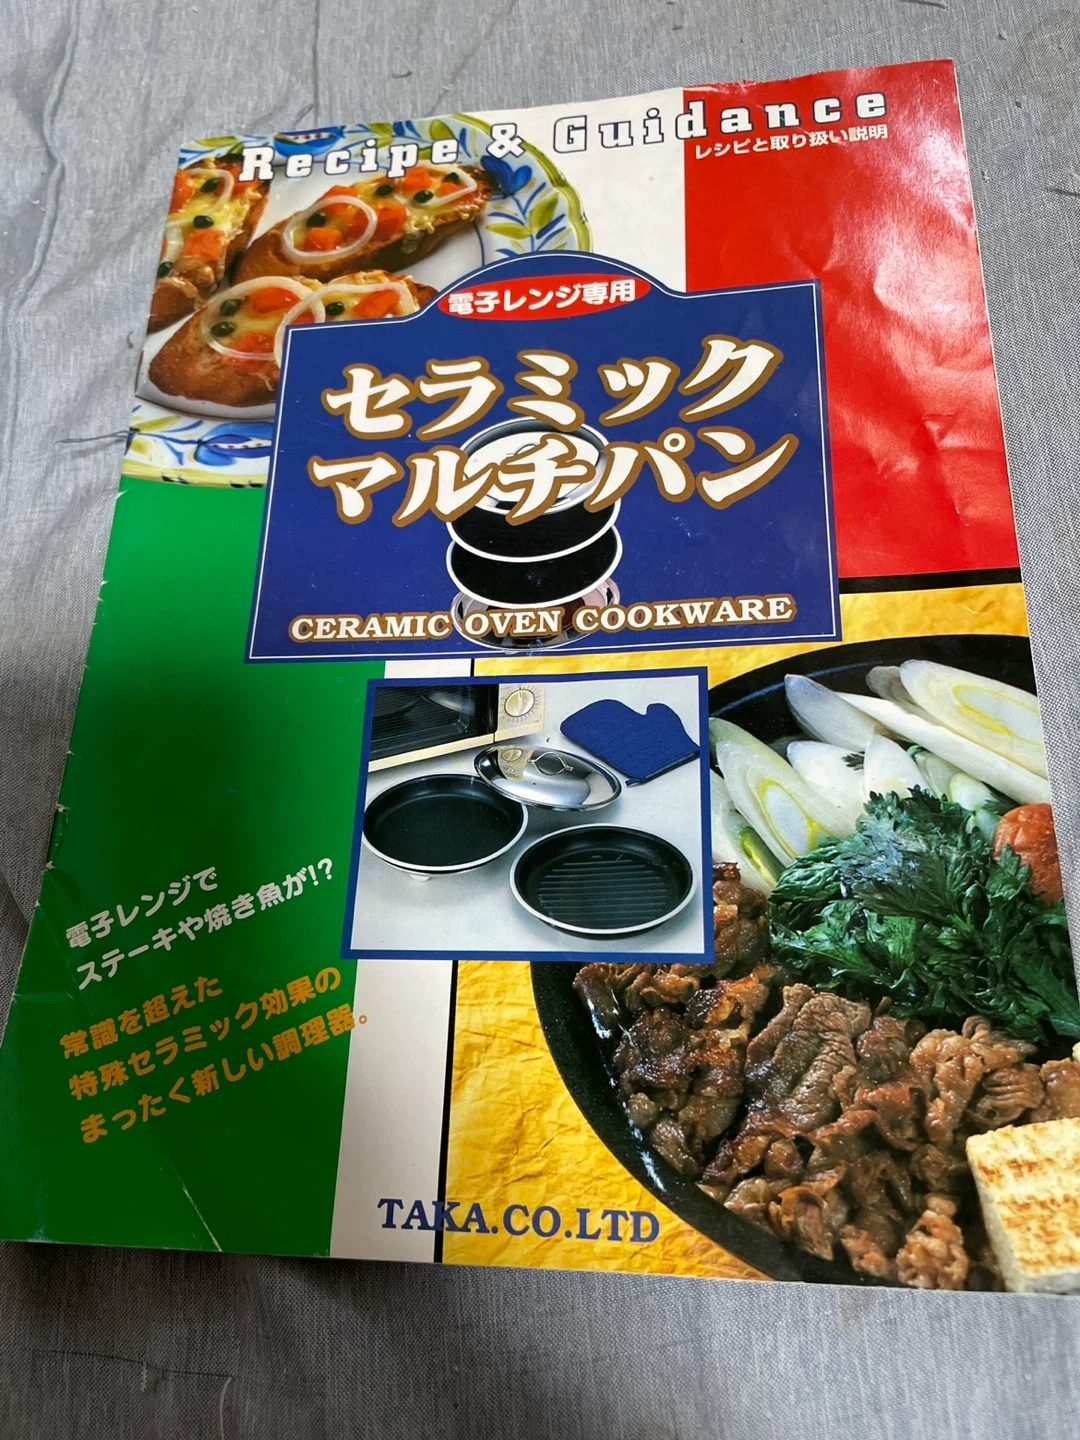 Recipe & Guidance
レシピと取り扱い説明
電子レンジ専用
セラミック
マルチパン
CERAMIC OVEN COOKWARE
電子レンジで
ステーキや焼き魚が!?
常識を超えた
特殊セラミック効果の
まったく新しい調理器。
TAKA.CO.LTD